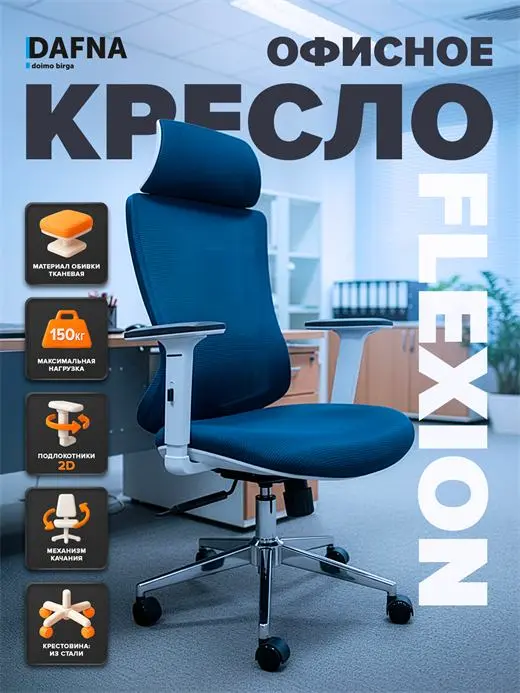 DAFNA
doimo birga
ОФИСНОЕ
КРЕСЛО
FLEXION
МАТЕРИАЛ ОБИВКИ
ТКАНЕВАЯ
150КГ
МАКСИМАЛЬНАЯ
НАГРУЗКА
ПОДЛОКОТНИКИ
2D
МЕХАНИЗМ
КАЧАНИЯ
КРЕСТОВИНА:
ИЗ СТАЛИ